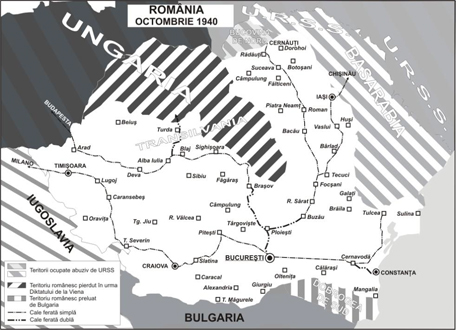 ROMANIA
OCTOMBRIE 1940
URSS
URSS
UNGARIA
CERNĂUȚI
Dorohoi
Rădăuți
Suceava
Botoșani
Câmpulung
Fălticeni
CHIȘINĂU
BASARABIA
IAȘI
Piatra Neamț
Roman
BUDAPESTA
Beiuș
TRANSILVANIA
Turda
Bacău
Vaslui
Huși
Arad
Blaj
Sighișoara
Bârlad
MILANO
TIMIȘOARA
Alba Iulia
Deva
Sibiu
Făgăraș
Brașov
Tecuci
Focșani
Lugoj
Caransebeș
Galați
IUGOSLAVIA
Oravița
Tg. Jiu
R. Vâlcea
Câmpulung
R. Sărat
Brăila
Tulcea
Sulina
Târgoviște
Buzău
Pitești
Ploiești
T. Severin
BUCUREȘTI
Cernavodă
CONSTANȚA
CRAIOVA
Slatina
Călărași
Caracal
Oltenița
Alexandria
Giurgiu
Mangalia
T. Măgurele
BULGARIA
Teritorii ocupate abuziv de URSS
Teritoriu românesc pierdut în urma
Diktatului de la Viena
Teritoriu românesc preluat
de Bulgaria
Cale ferată simplă
Cale ferată dublă